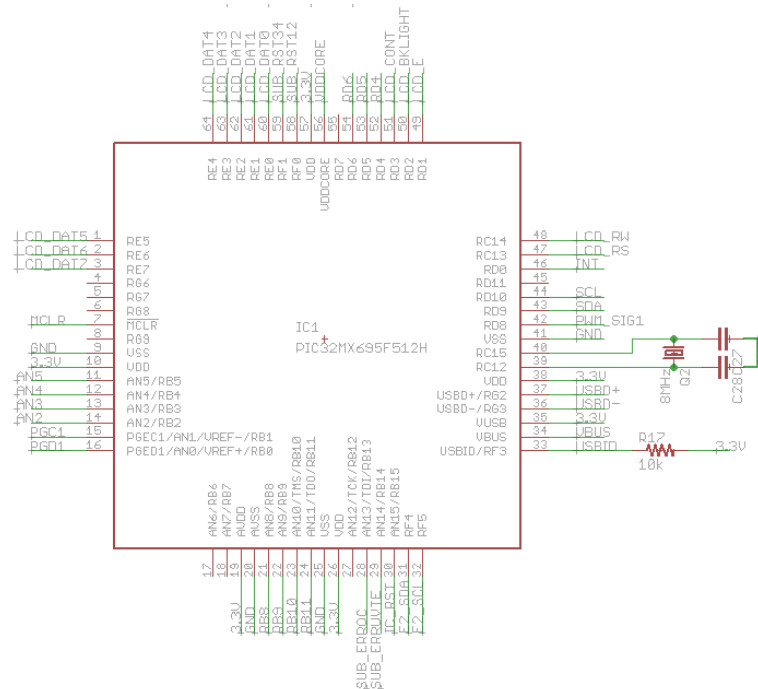 LCD_DAT4
LCD_DAT3
LCD_DAT2
LCD_DAT1
LCD_DAT0
SUB_RST34
SUB_RST12
3.3V
VDDCORE
RD6
RD5
RD4
LCD_CONT
LCD_BKLIGHT
LCD_E
64 63 62 61 60 59 58 57 56 55 54 53 52 51 50 49
RE4 RE3 RE2 RE1 RE0 RF1 RF0 VDD VDDCORE RD7 RD6 RD5 RD4 RD3 RD2 RD1
LCD_DAT5 1 RE5
LCD_DAT6 2 RE6
LCD_DAT7 3 RE7
4 RG6
5 RG7
6 RG8
MCLR 7 MCLR
8 RG9
GND 9 VSS
3.3V 10 VDD
AN5 11 AN5/RB5
AN4 12 AN4/RB4
AN3 13 AN3/RB3
AN2 14 AN2/RB2
PGC1 15 PGEC1/AN1/VREF-/RB1
PGD1 16 PGED1/AN0/VREF+/RB0
IC1
PIC32MX695F512H
RC14 48 LCD_RW
RC13 47 LCD_RS
RD0 46 INT
RD11 45
RD10 44 SCL
RD9 43 SDA
RD8 42 PWM_SIG1
VSS 41 GND
RC15 40
RC12 39
VDD 38 3.3V
USBD+/RG2 37 USBD+
USBD-/RG3 36 USBD-
VUSB 35 3.3V
VBUS 34 VBUS
USBID/RF3 33 USBID
8MHz
Q2
C28
C27
R17
10k
3.3V
AN6/RB6
AN7/RB7
AVDD
AVSS
AN8/RB8
AN9/RB9
AN10/TMS/RB10
AN11/TDO/RB11
VSS
VDD
AN12/TCK/RB12
AN13/TDI/RB13
AN14/RB14
AN15/RB15
RF4
RF5
17 18 19 20 21 22 23 24 25 26 27 28 29 30 31 32
3.3V
GND
RB8
RB9
RB10
RB11
GND
3.3V
SUB_ERROC
SUB_ERRUVTE
IC_RST
F2_SDA
F2_SCL